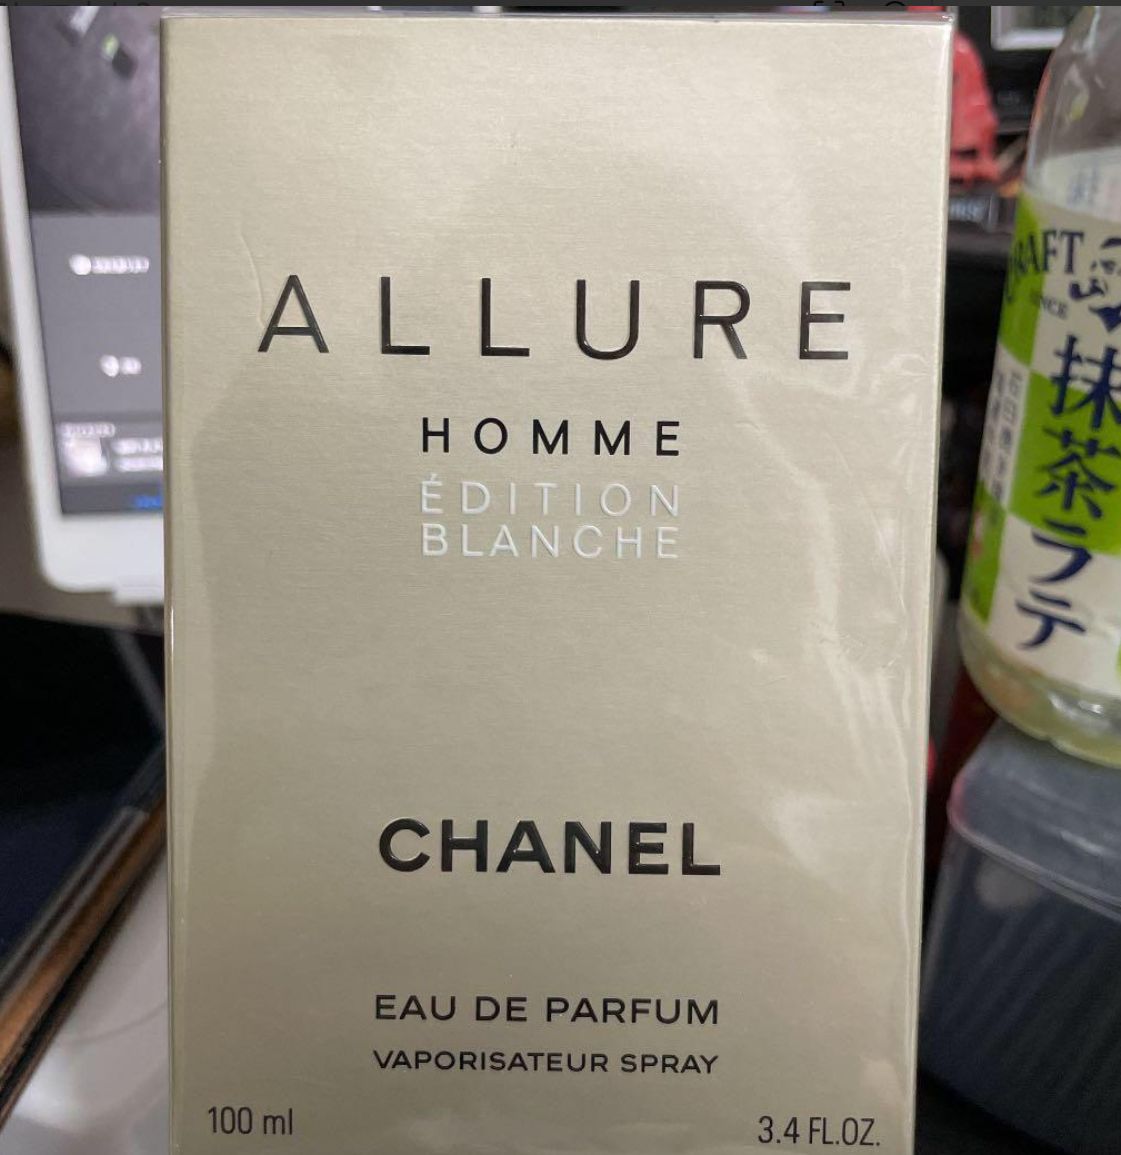 ALLURE
HOMME
ÉDITION
BLANCHE
CHANEL
EAU DE PARFUM
VAPORISATEUR SPRAY
100 ml
3.4 FL.OZ.
抹茶ラテ